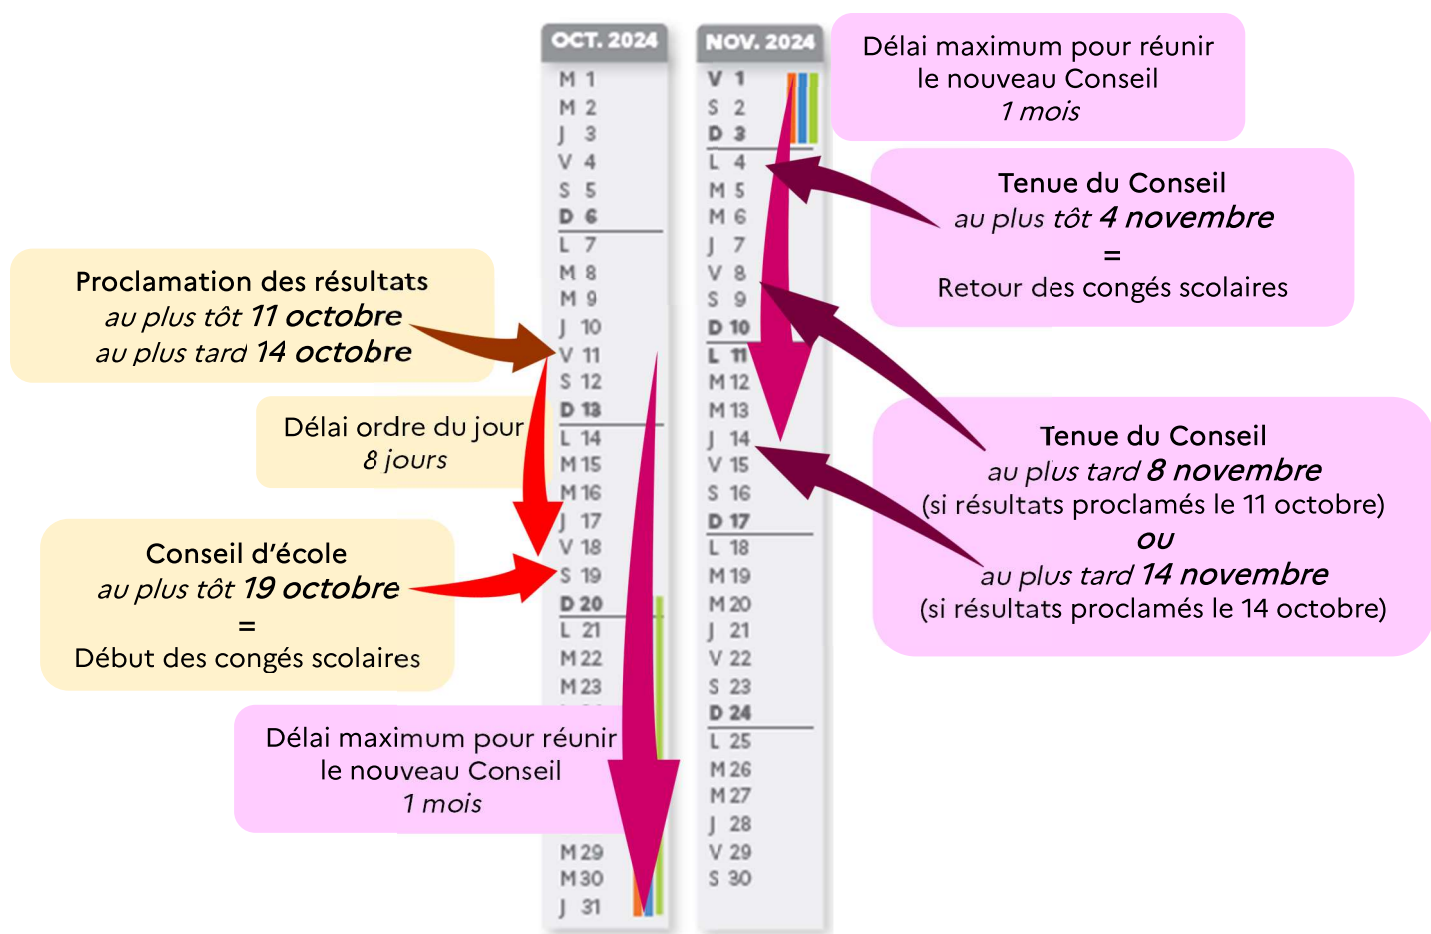 OCT. 2024
M 1
M 2
J 3
V 4
S 5
D 6
L 7
M 8
M 9
J 10
V 11
S 12
D 13
L 14
M 15
M 16
J 17
V 18
S 19
D 20
L 21
M 22
M 23
M 29
M 30
J 31
NOV. 2024
V 1
S 2
D 3
L 4
M 5
M 6
J 7
V 8
S 9
D 10
L 11
M 12
M 13
J 14
V 15
S 16
D 17
L 18
M 19
M 20
J 21
V 22
S 23
D 24
L 25
M 26
M 27
J 28
V 29
S 30
Proclamation des résultats
au plus tôt 11 octobre
au plus tard 14 octobre
Délai ordre du jour
8 jours
Conseil d'école
au plus tôt 19 octobre
=
Début des congés scolaires
Délai maximum pour réunir
le nouveau Conseil
1 mois
Délai maximum pour réunir
le nouveau Conseil
1 mois
Tenue du Conseil
au plus tôt 4 novembre
=
Retour des congés scolaires
Tenue du Conseil
au plus tard 8 novembre
(si résultats proclamés le 11 octobre)
ou
au plus tard 14 novembre
(si résultats proclamés le 14 octobre)